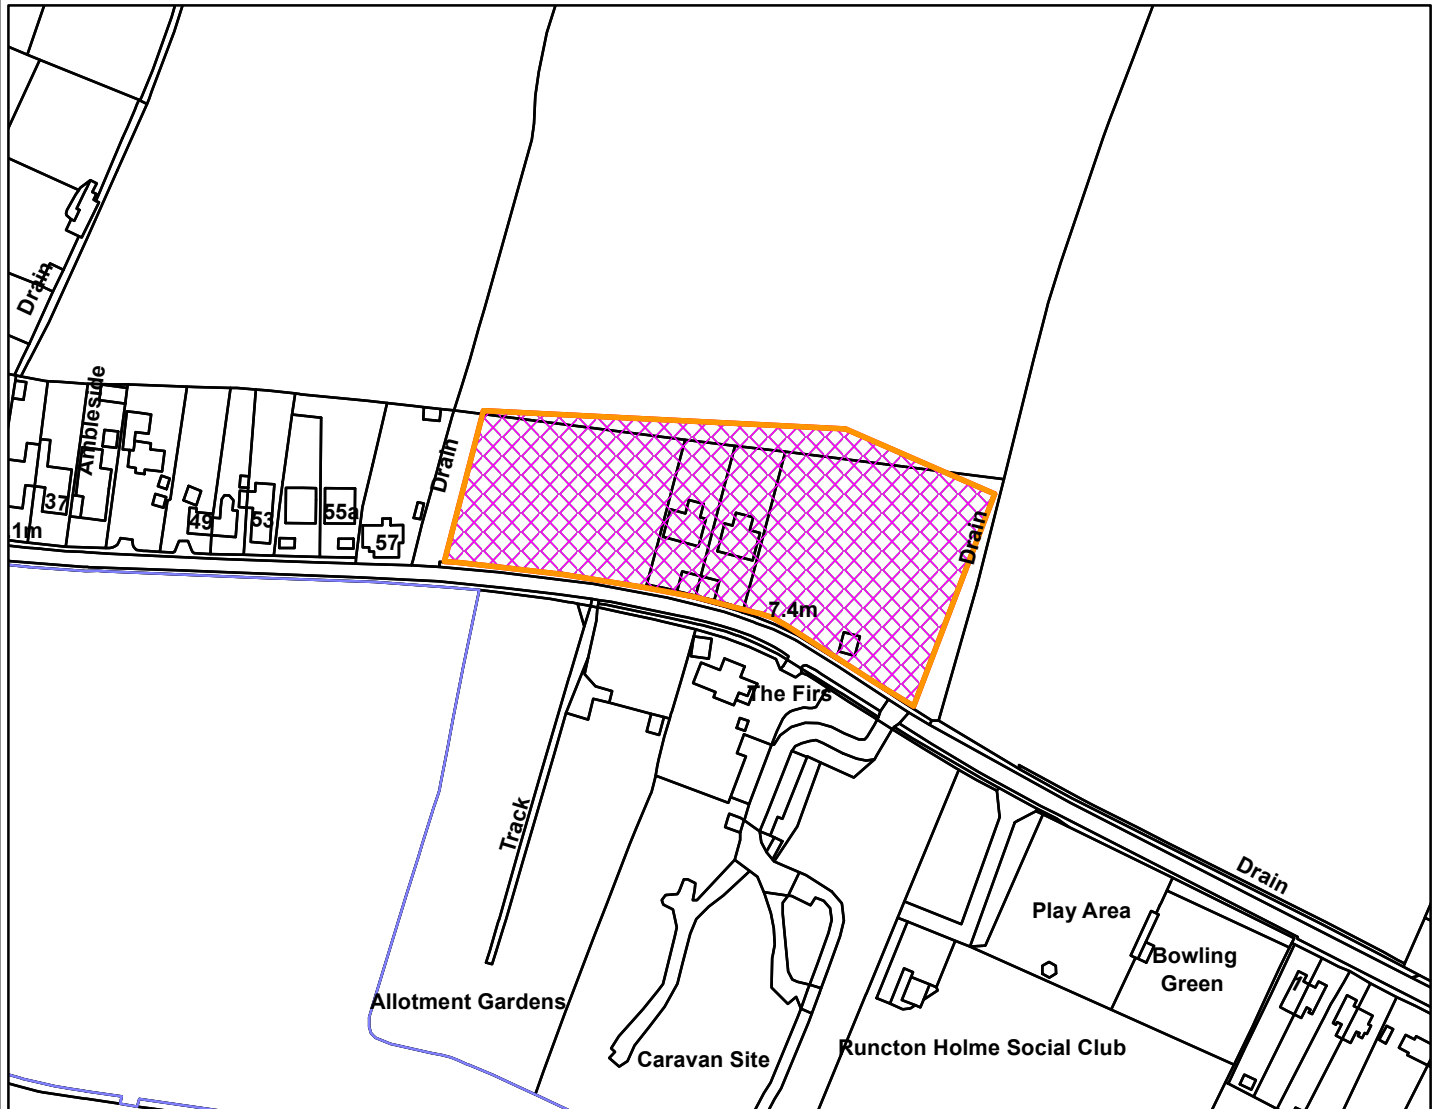 Drain
Ambleside
Drain
37
49
53
55a
57
1m
Drain
7.4m
The Firs
Track
Drain
Play Area
Bowling
Green
1
Allotment Gardens
Caravan Site
Runcton Holme Social Club